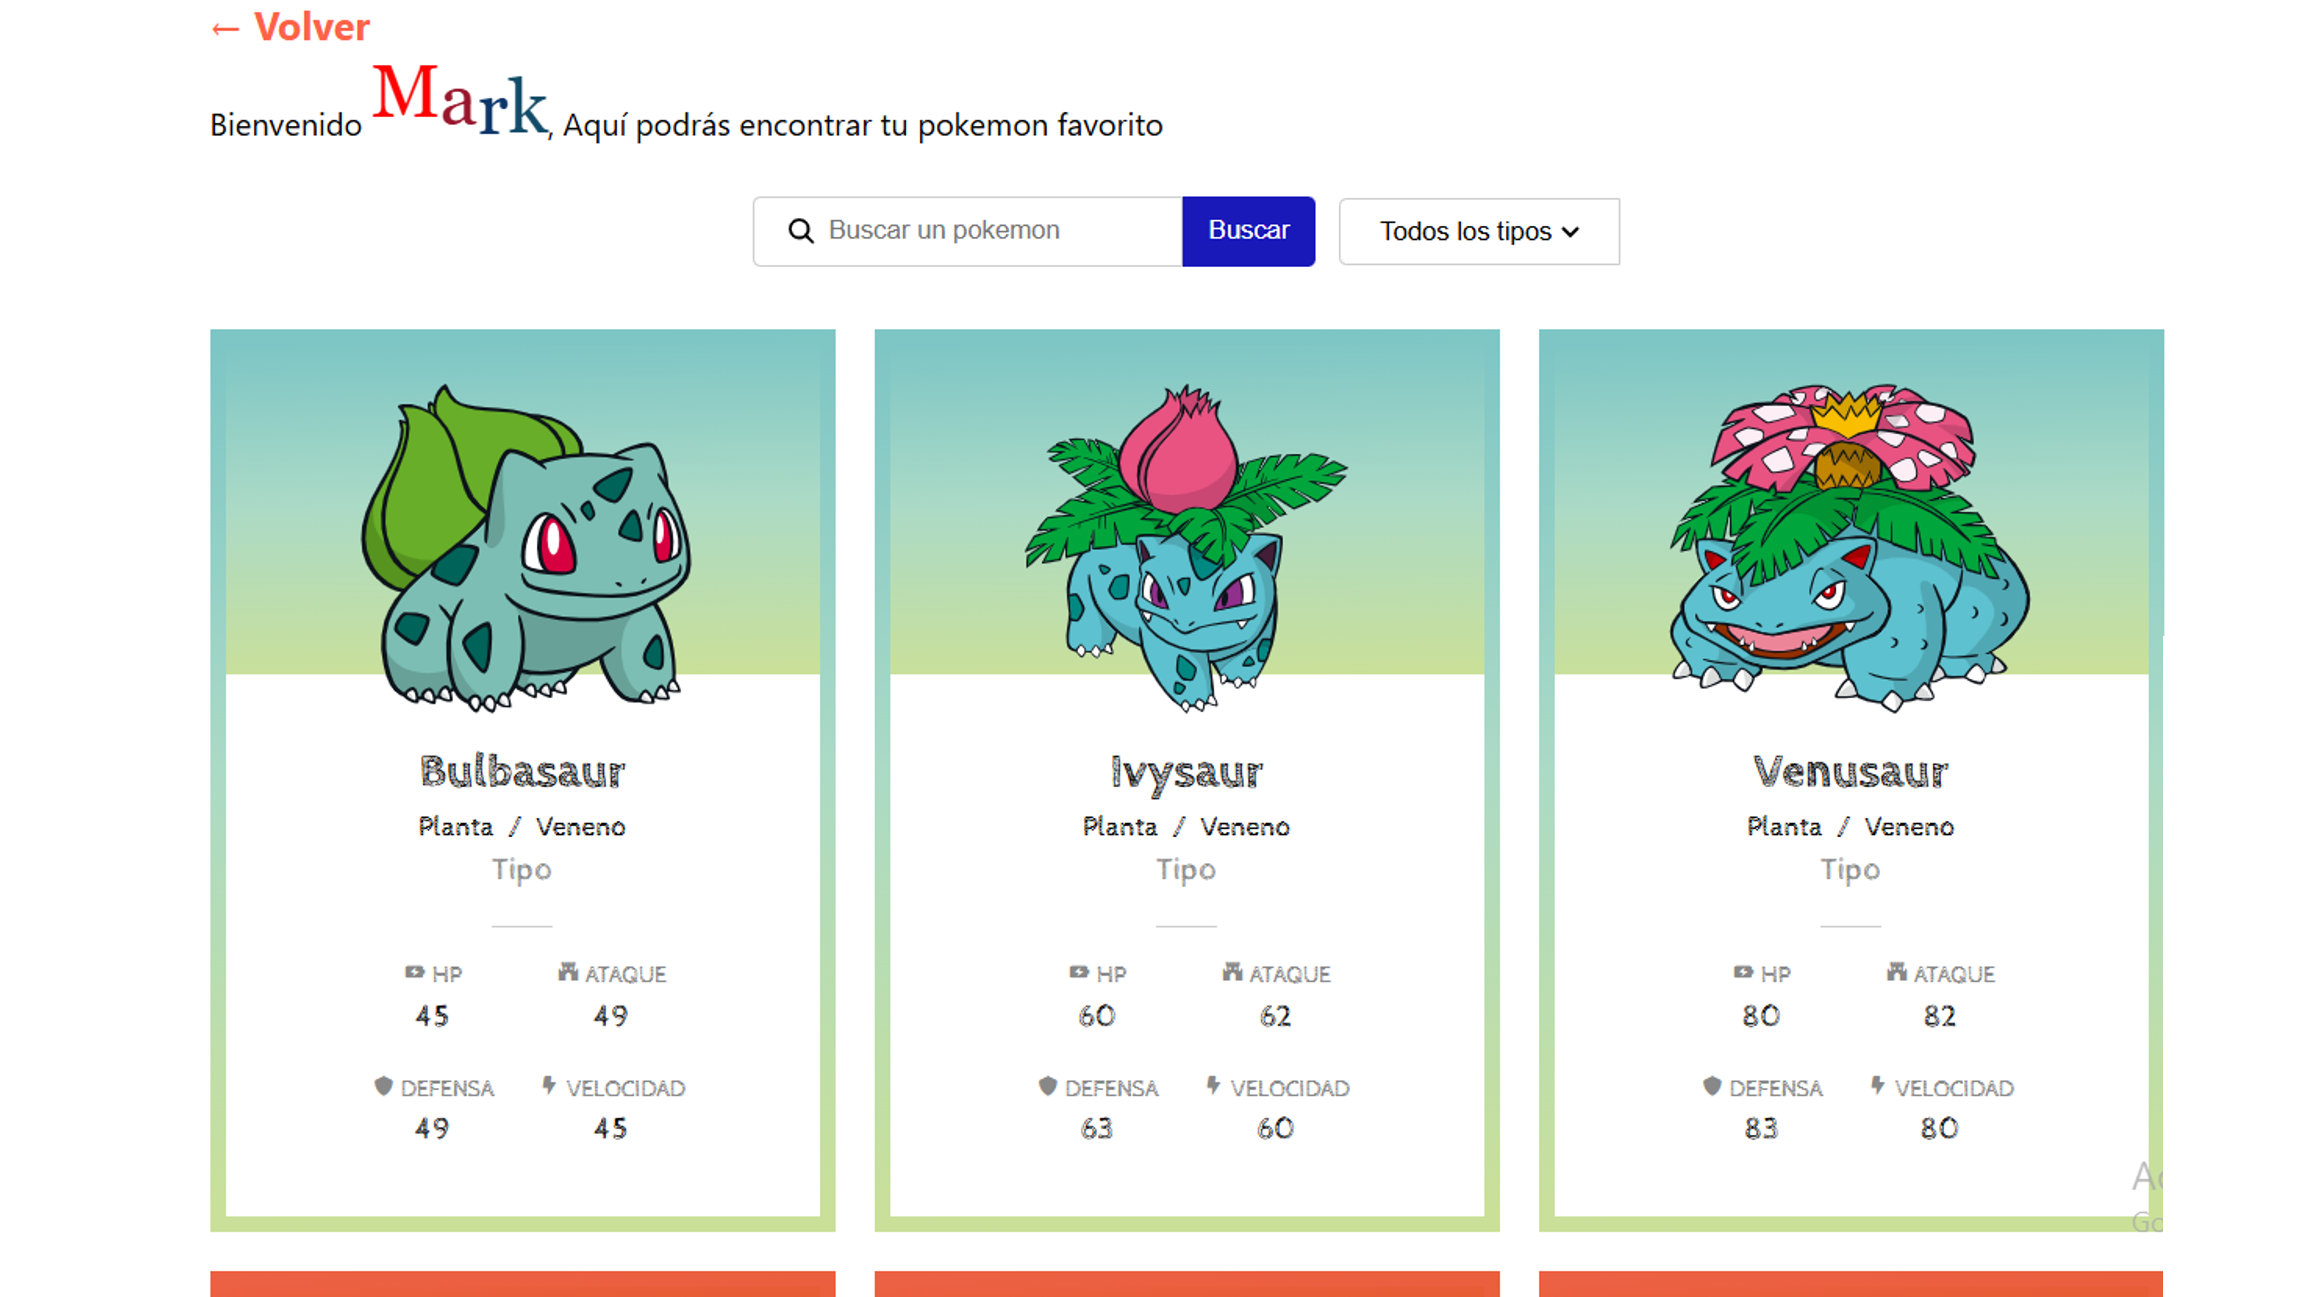 ← Volver
Bienvenido Mark, Aquí podrás encontrar tu pokemon favorito
Buscar un pokemon Buscar Todos los tipos
Bulbasaur Ivysaur Venusaur
Planta / Veneno Planta / Veneno Planta / Veneno
Tipo Tipo Tipo
HP ATAQUE HP ATAQUE HP ATAQUE
45 49 60 62 80 82
DEFENSA VELOCIDAD DEFENSA VELOCIDAD DEFENSA VELOCIDAD
49 45 63 60 83 80